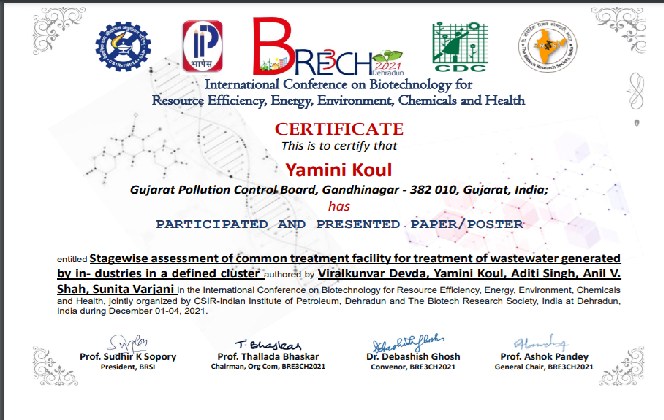 BRE3CH
2021
Dehradun
आईआईपी
CDC
International Conference on Biotechnology for
Resource Efficiency, Energy, Environment, Chemicals and Health
CERTIFICATE
This is to certify that
Yamini Koul
Gujarat Pollution Control Board, Gandhinagar - 382 010, Gujarat, India;
has
PARTICIPATED AND PRESENTED PAPER/POSTER
entitled Stagewise assessment of common treatment facility for treatment of wastewater generated
by in- dustries in a defined cluster authored by Viralkunvar Devda, Yamini Koul, Aditi Singh, Anil V.
Shah, Sunita Varjani in the International Conference on Biotechnology for Resource Efficiency, Energy, Environment, Chemicals
and Health, jointly organized by CSIR-Indian Institute of Petroleum, Dehradun and The Biotech Research Society, India at Dehradun,
India during December 01-04, 2021.
T. Bhaskar
Prof. Sudhir K Sopory
Prof. Thallada Bhaskar
Dr. Debashish Ghosh
Prof. Ashok Pandey
President, BRSI
Chairman, Org Com, BRE3CH2021
Convenor, BRE3CH2021
General Chair, BRE3CH2021